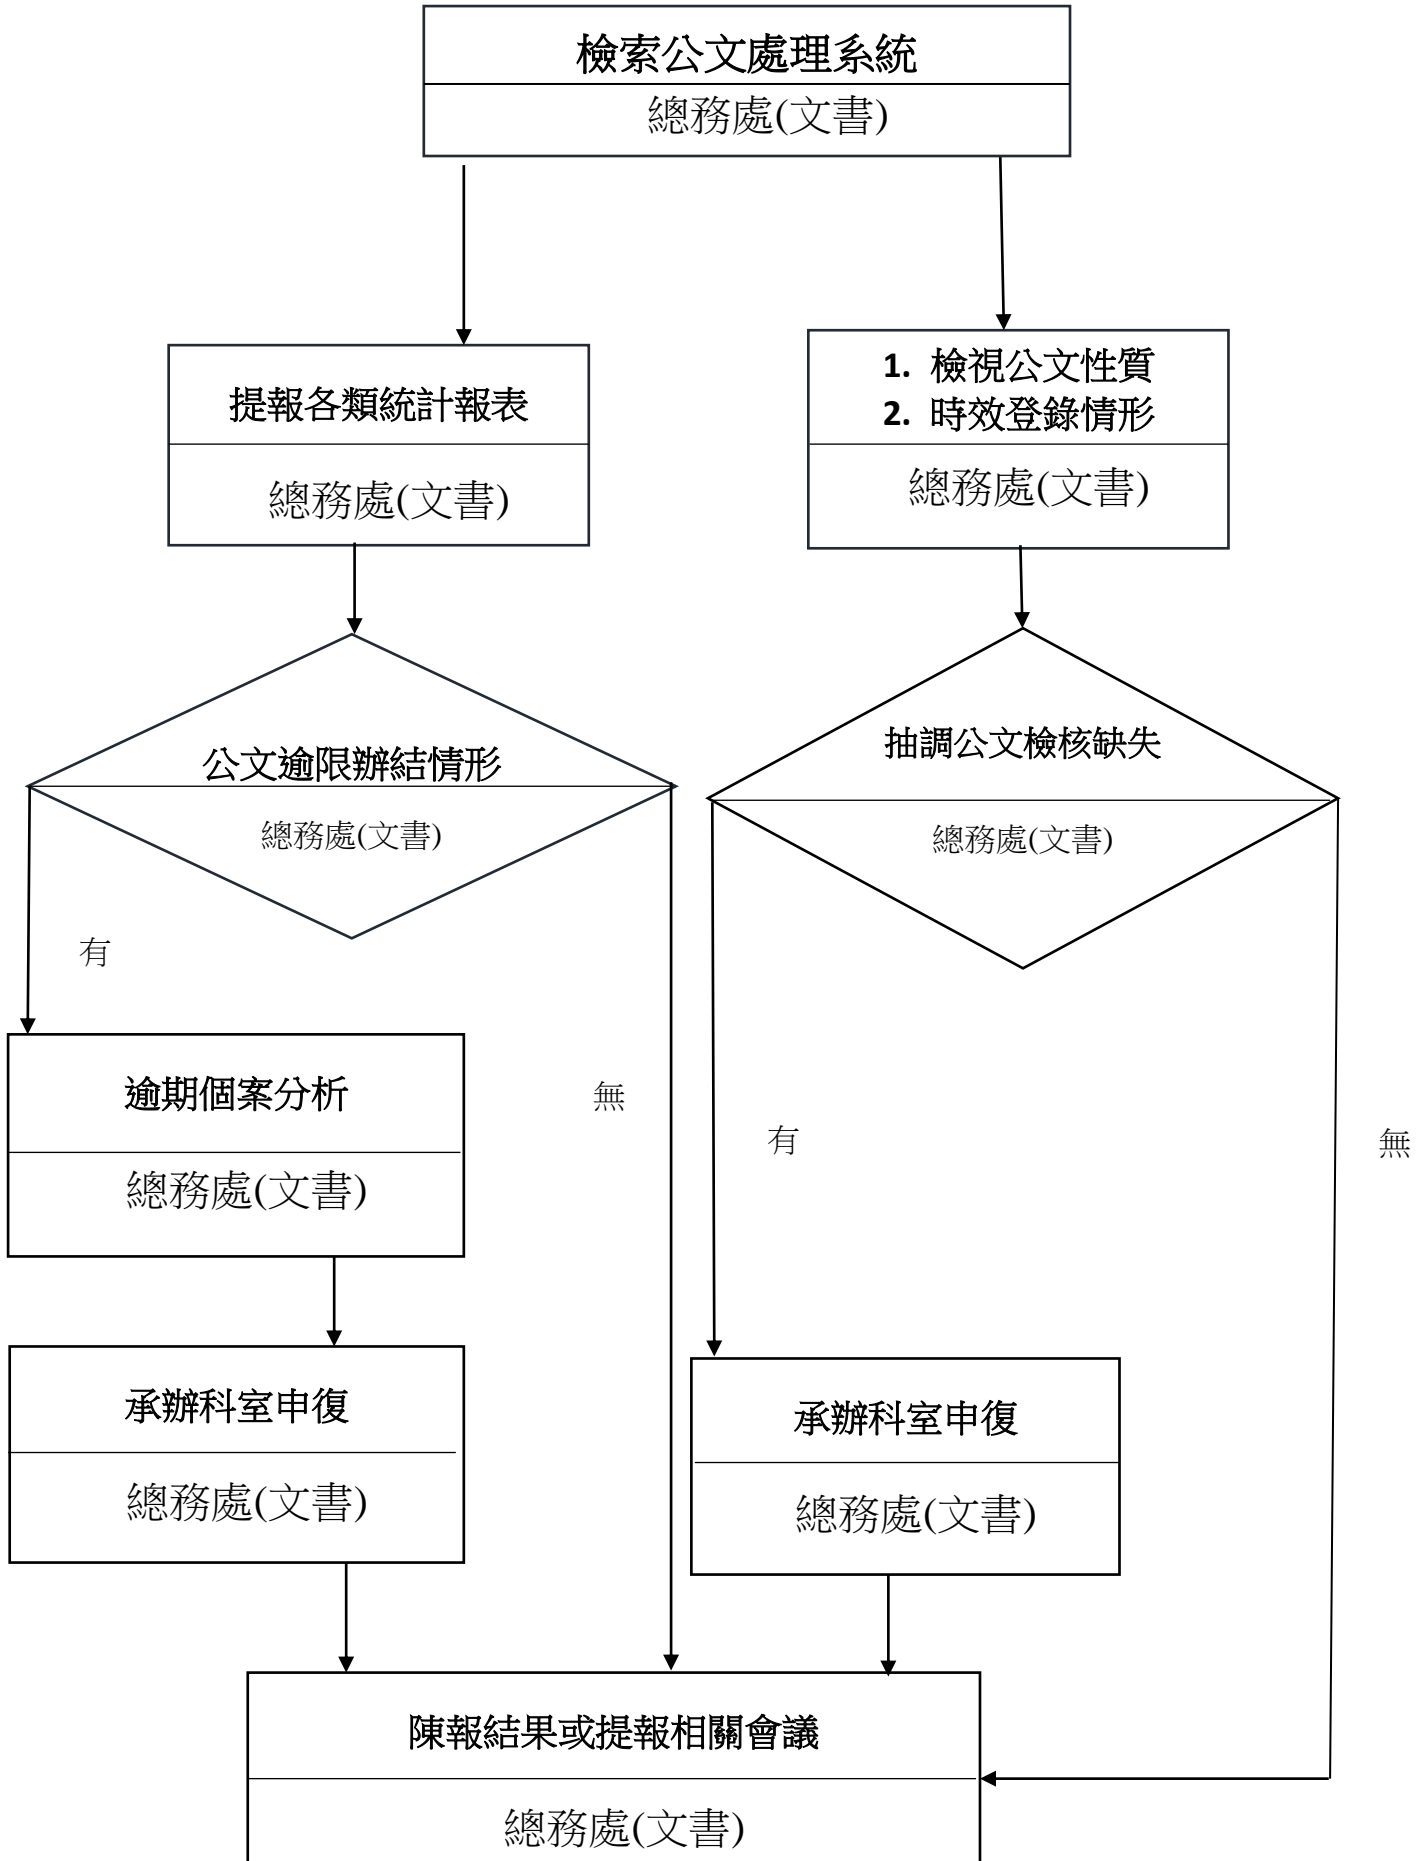 檢索公文處理系統
總務處(文書)
提報各類統計報表
總務處(文書)
1. 檢視公文性質
2. 時效登錄情形
總務處(文書)
公文逾限辦結情形
總務處(文書)
抽調公文檢核缺失
總務處(文書)
有
無
有
無
逾期個案分析
總務處(文書)
承辦科室申復
總務處(文書)
承辦科室申復
總務處(文書)
陳報結果或提報相關會議
總務處(文書)